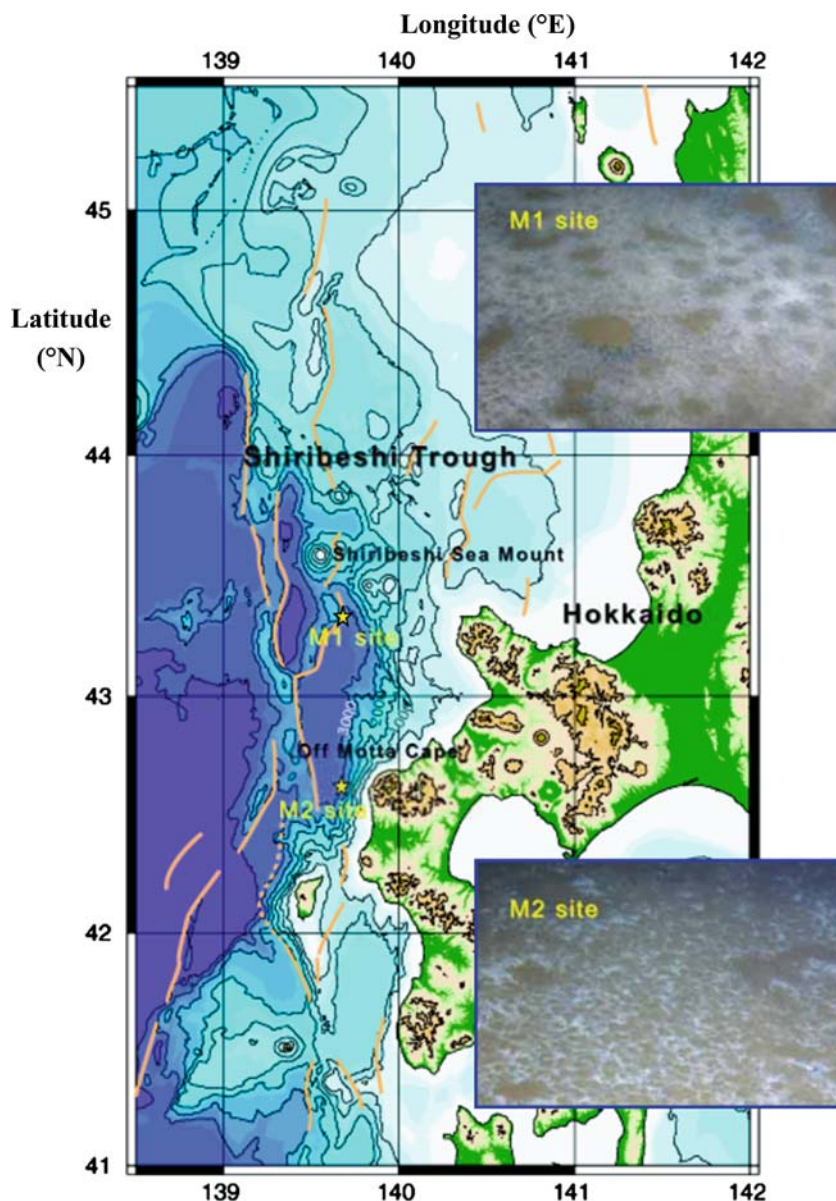 Longitude (°E)
139 140 141 142
45
M1 site
Latitude
(°N)
44
Shiribeshi Trough
Shiribeshi Sea Mount
Hokkaido
M1 site
43
3000
2000
Off Motta Cape
M2 site
42
M2 site
41
139 140 141 142